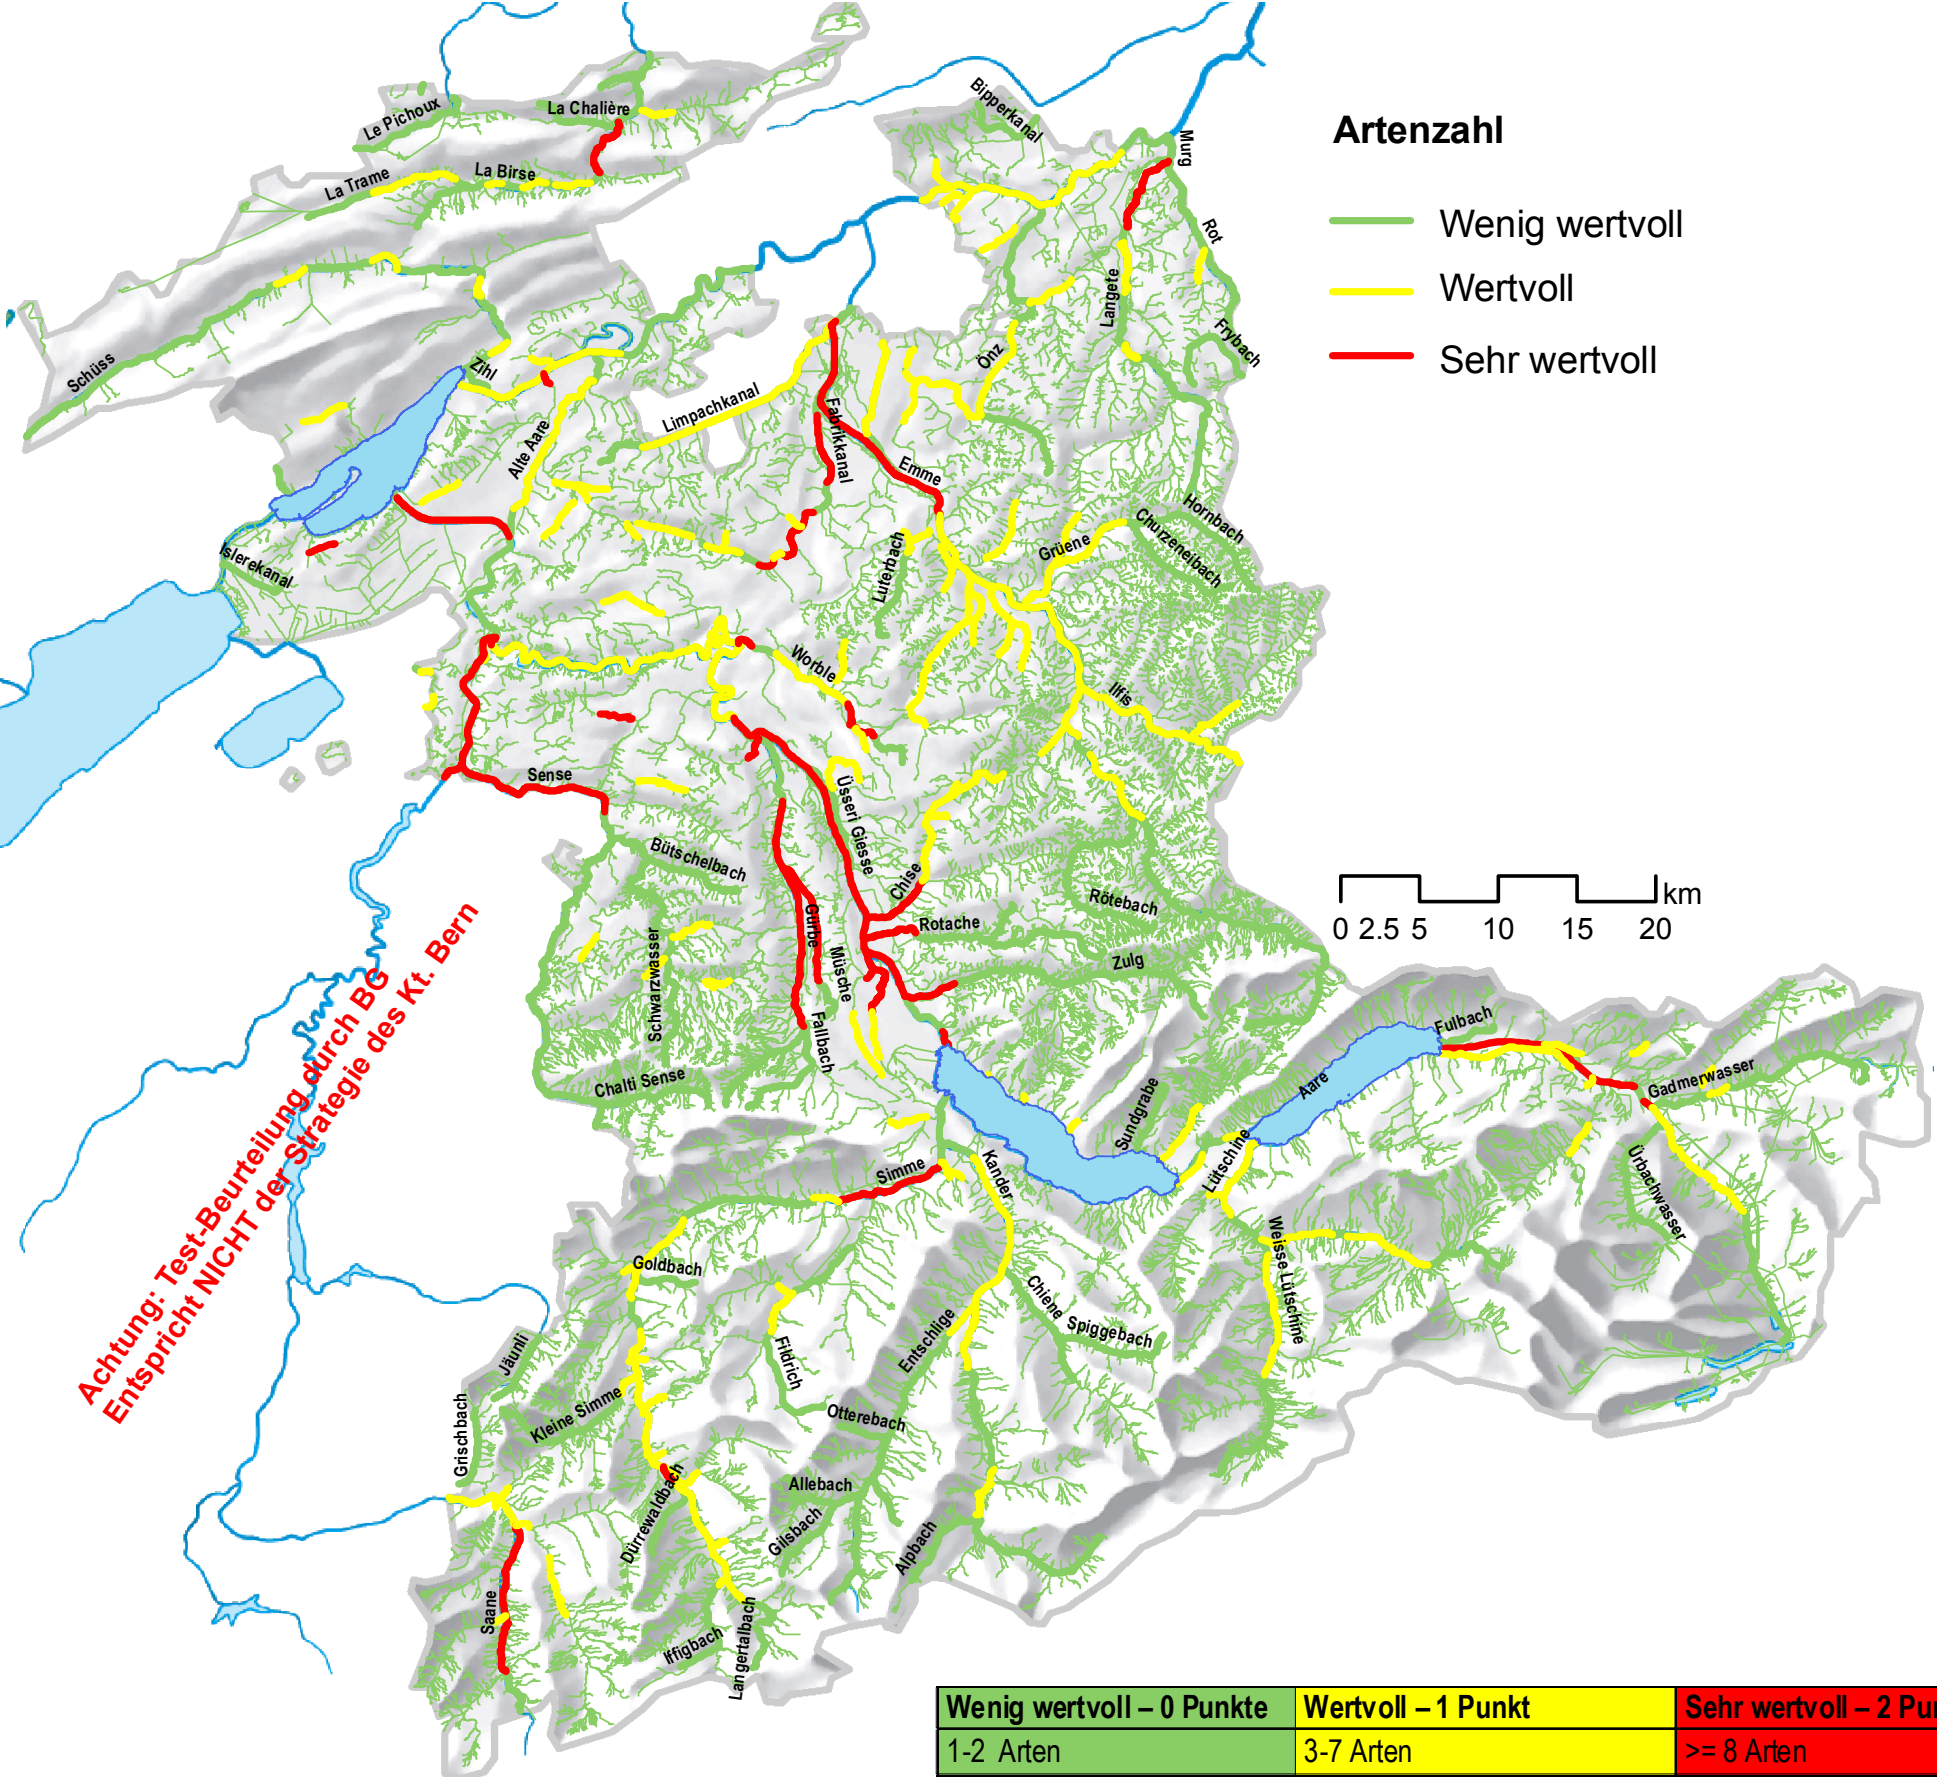 Artenzahl
Wenig wertvoll
Wertvoll
Sehr wertvoll
Le Pichoux
La Chalière
La Trame
La Birse
Schüss
Zihl
Bipperkanal
Murg
Rot
Langete
Frybach
Önz
Limpachkanal
Alte Aare
Fabrikkanal
Emme
Islerekanal
Luterbach
Grüene
Churzeneibach
Hornbach
Worble
Ilfis
Sense
Üsseri Giesse
Bütschelbach
Chise
Gürbe
Rotache
Rötebach
Müsche
Zulg
Schwarzwasser
Fallbach
Chalti Sense
km
0 2.5 5 10 15 20
Achtung: Test-Beurteilung durch BG
Entspricht NICHT der Strategie des Kt. Bern
Fulbach
Aare
Gadmerwasser
Sundgrabe
Lütschine
Ürbachwasser
Simme
Kander
Weisse Lütschine
Goldbach
Chiene
Spiggebach
Entschlige
Fildrich
Jäunli
Kleine Simme
Grischbach
Otterebach
Allebach
Gilsbach
Alpbach
Dürrewaldbach
Saane
Iffigbach
Langertalbach
Wenig wertvoll – 0 Punkte Wertvoll – 1 Punkt Sehr wertvoll – 2 Pu
1-2 Arten 3-7 Arten >= 8 Arten